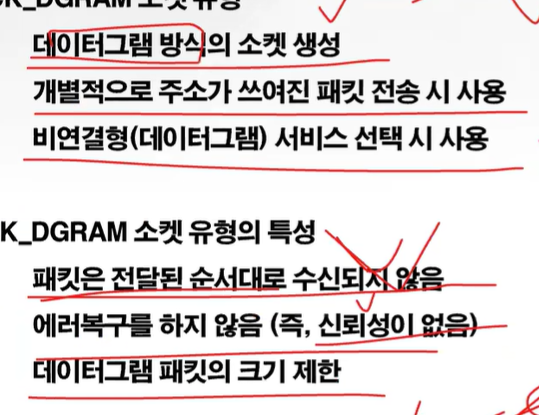 K_DGRAM 소켓 유형
데이터그램 방식의 소켓 생성
개별적으로 주소가 쓰여진 패킷 전송 시 사용
비연결형(데이터그램) 서비스 선택 시 사용
K_DGRAM 소켓 유형의 특성
패킷은 전달된 순서대로 수신되지 않음
에러복구를 하지 않음 (즉, 신뢰성이 없음)
데이터그램 패킷의 크기 제한